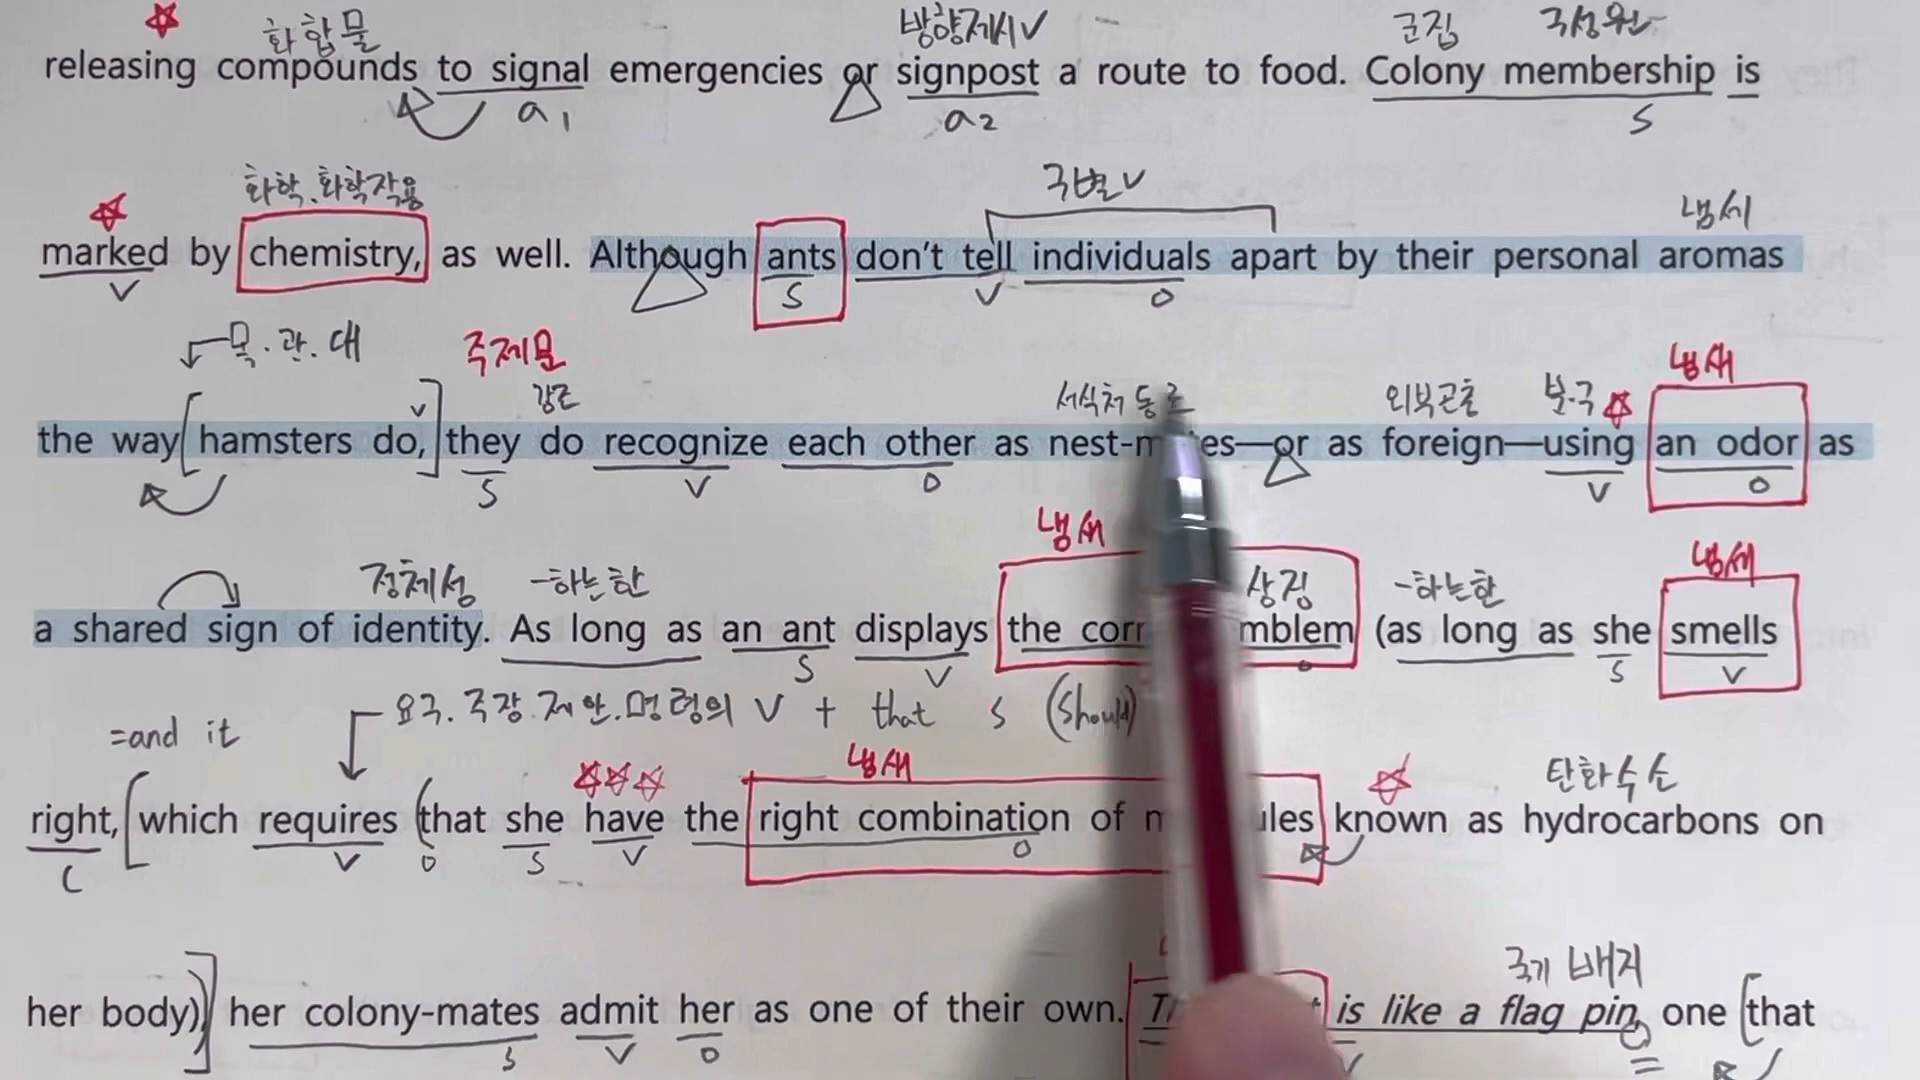 화합물 방향제시v 군집 구성원
releasing compounds to signal emergencies or signpost a route to food. Colony membership is
a1 a2 S
화학.화학작용 구별v 냄새
marked by chemistry, as well. Although ants don't tell individuals apart by their personal aromas
V S V O
목.관.대 주제문 강조 서식처 동료 외부곤충 분.구 냄새
the way hamsters do, they do recognize each other as or as foreign—using an odor as
v S V O V O
정체성 -하는한 냄새 상징 -하는한 냄새
a shared sign of identity. As long as an ant displays the (as long as she smells
S V o S V
=and it 요구.주장.제안.명령의 V + that S (should) 냄새 탄화수소
right, which requires (that she have the right combination of known as hydrocarbons on
C V O S V O
국기 배지
her body), her colony-mates admit her as one of their own. is like a flag pin, one that
S V O V